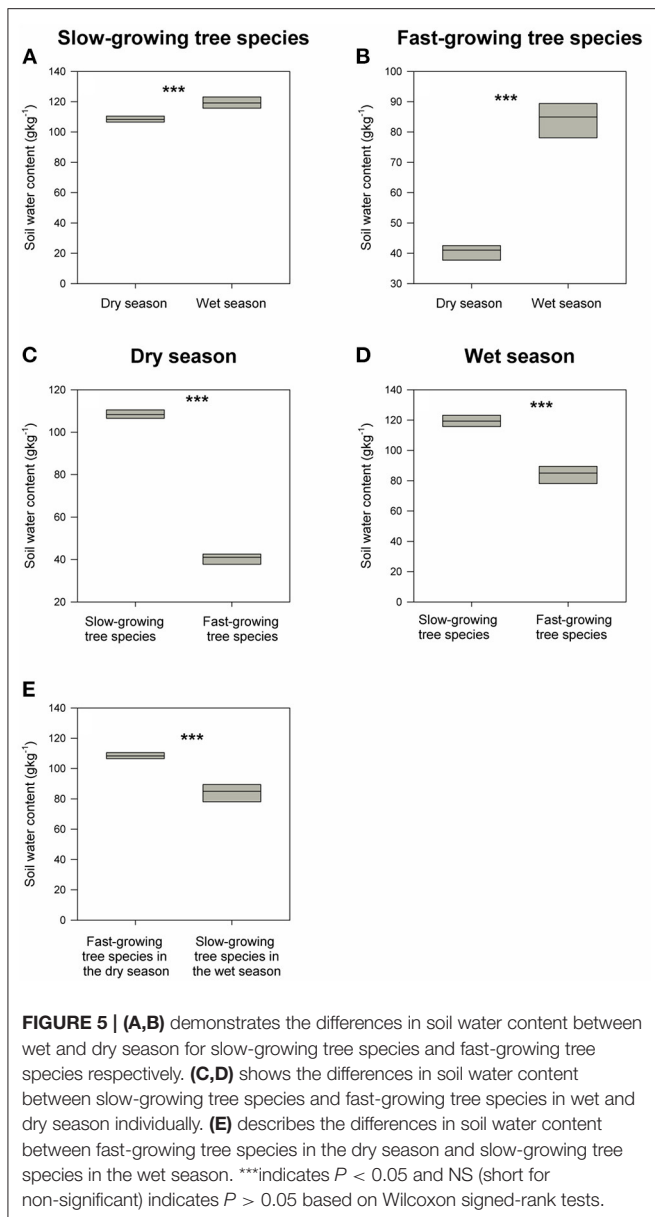 Slow-growing tree species
Fast-growing tree species
A
140
120
100
80
60
40
20
0
Soil water content (gkg-1)
***
Dry season
Wet season
B
100
90
80
70
60
50
40
30
Soil water content (gkg-1)
***
Dry season
Wet season
C
Dry season
120
100
80
60
40
20
Soil water content (gkg-1)
***
Slow-growing
tree species
Fast-growing
tree species
D
Wet season
140
120
100
80
60
40
20
0
Soil water content (gkg-1)
***
Slow-growing
tree species
Fast-growing
tree species
E
140
120
100
80
60
40
20
0
Soil water content (gkg-1)
***
Fast-growing
tree species in
the dry season
Slow-growing
tree species in
the wet season
FIGURE 5 | (A,B) demonstrates the differences in soil water content between
wet and dry season for slow-growing tree species and fast-growing tree
species respectively. (C,D) shows the differences in soil water content
between slow-growing tree species and fast-growing tree species in wet and
dry season individually. (E) describes the differences in soil water content
between fast-growing tree species in the dry season and slow-growing tree
species in the wet season. ***indicates P < 0.05 and NS (short for
non-significant) indicates P > 0.05 based on Wilcoxon signed-rank tests.